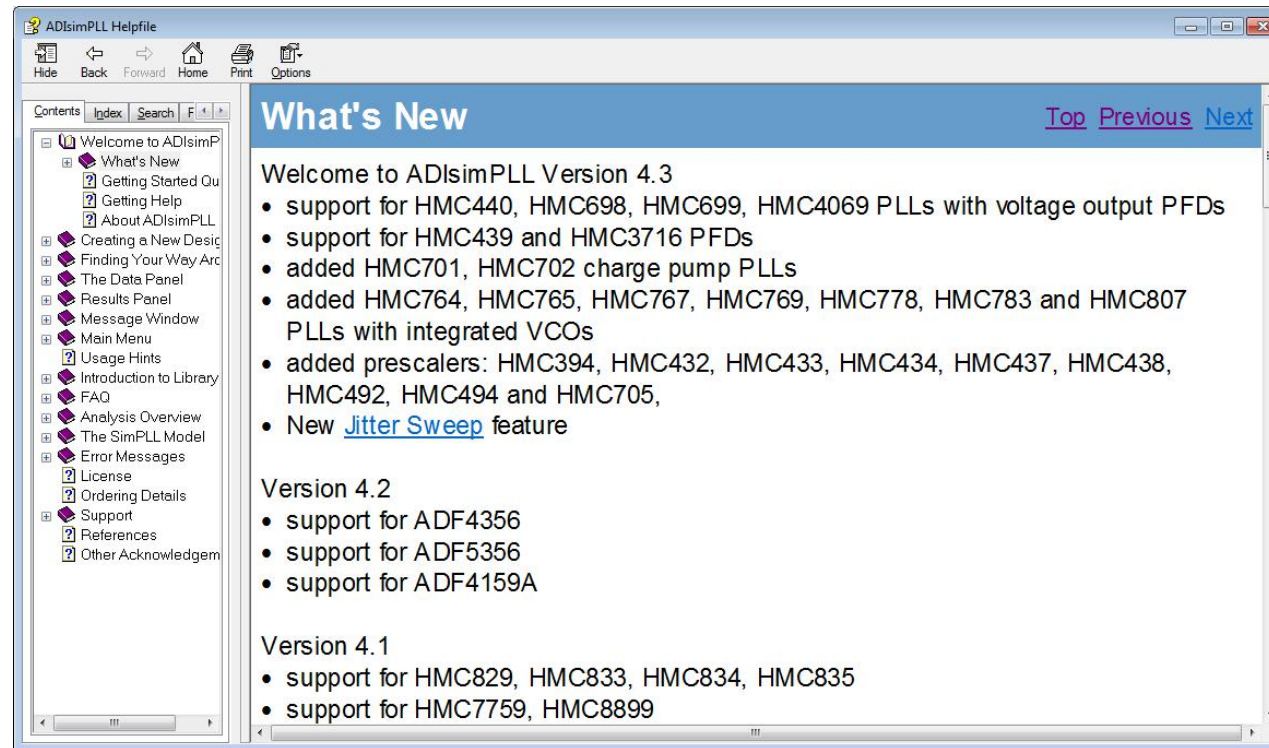 ADIsimPLL Helpfile
Hide Back Forward Home Print Options
Contents Index Search F
Welcome to ADIsimP
What's New
Getting Started Qu
Getting Help
About ADIsimPLL
Creating a New Desig
Finding Your Way Arc
The Data Panel
Results Panel
Message Window
Main Menu
Usage Hints
Introduction to Library
FAQ
Analysis Overview
The SimPLL Model
Error Messages
License
Ordering Details
Support
References
Other Acknowledgem
What's New
Top Previous Next
Welcome to ADIsimPLL Version 4.3
• support for HMC440, HMC698, HMC699, HMC4069 PLLs with voltage output PFDs
• support for HMC439 and HMC3716 PFDs
• added HMC701, HMC702 charge pump PLLs
• added HMC764, HMC765, HMC767, HMC769, HMC778, HMC783 and HMC807
PLLs with integrated VCOs
• added prescalers: HMC394, HMC432, HMC433, HMC434, HMC437, HMC438,
HMC492, HMC494 and HMC705,
• New Jitter Sweep feature
Version 4.2
• support for ADF4356
• support for ADF5356
• support for ADF4159A
Version 4.1
• support for HMC829, HMC833, HMC834, HMC835
• support for HMC7759, HMC8899